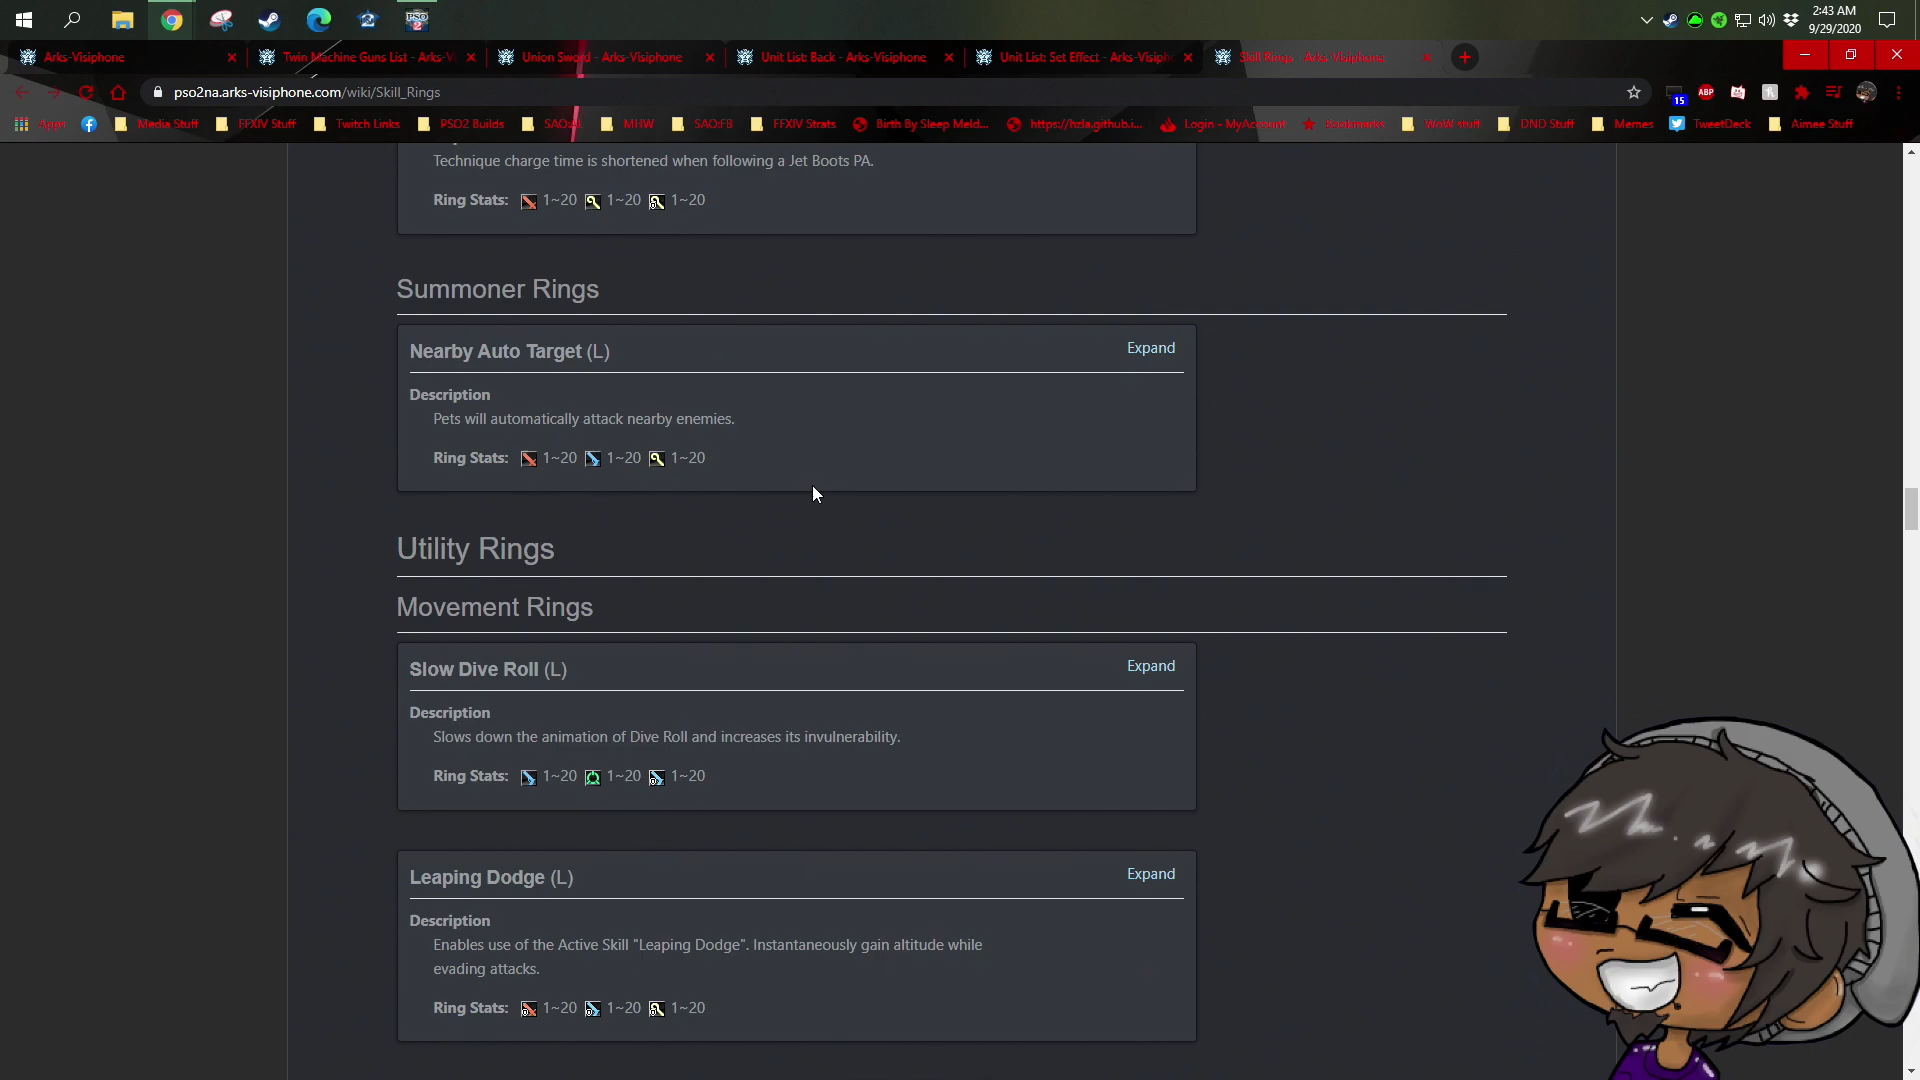 2:43 AM
9/29/2020
Arks-Visiphone
Twin Machine Guns List - Arks-V
Union Sword - Arks-Visiphone
Unit List: Back - Arks-Visiphone
Unit List: Set Effect - Arks-Visiph
Skill Rings - Arks-Visiphone
pso2na.arks-visiphone.com/wiki/Skill_Rings
15
ABP
Apps
Media Stuff
FFXIV Stuff
Twitch Links
PSO2 Builds
MHW
SAO:FB
FFXIV Strats
Birth By Sleep Meld...
https://hzla.github.i...
Login - MyAccount
Bookmarks
WoW stuff
DND Stuff
Memes
TweetDeck
Aimee Stuff
Technique charge time is shortened when following a Jet Boots PA.
Ring Stats: 1~20 1~20 1~20
Summoner Rings
Nearby Auto Target (L)
Expand
Description
Pets will automatically attack nearby enemies.
Ring Stats: 1~20 1~20 1~20
Utility Rings
Movement Rings
Slow Dive Roll (L)
Expand
Description
Slows down the animation of Dive Roll and increases its invulnerability.
Ring Stats: 1~20 1~20 1~20
Leaping Dodge (L)
Expand
Description
Enables use of the Active Skill "Leaping Dodge". Instantaneously gain altitude while
evading attacks.
Ring Stats: 1~20 1~20 1~20